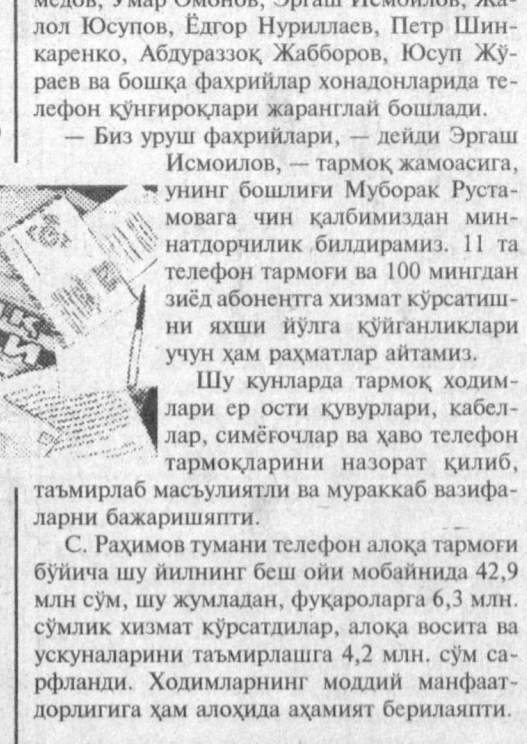 медов, Умар Омонов, Эргаш Исмоилов, Жа-
лол Юсупов, Ёдгор Нуриллаев, Петр Шин-
каренко, Абдураззоқ Жабборов, Юсуп Жў-
раев ва бошқа фахрийлар хонадонларида те-
лефон қўнғироқлари жаранглай бошлади.
— Биз уруш фахрийлари, — дейди Эргаш
Исмоилов, — тармоқ жамоасига,
унинг бошлиғи Муборак Руста-
мовага чин қалбимиздан мин-
натдорчилик билдирамиз. 11 та
телефон тармоғи ва 100 мингдан
зиёд абонентга хизмат кўрсатиш-
ни яхши йўлга қўйганликлари
учун ҳам раҳматлар айтамиз.
Шу кунларда тармоқ ходим-
лари ер ости қувурлари, кабел-
лар, симёғочлар ва ҳаво телефон
тармоқларини назорат қилиб,
таъмирлаб масъулиятли ва мураккаб вазифа-
ларни бажаришяпти.
С. Раҳимов тумани телефон алоқа тармоғи
бўйича шу йилнинг беш ойи мобайнида 42,9
млн сўм, шу жумладан, фуқароларга 6,3 млн.
сўмлик хизмат кўрсатдилар, алоқа восита ва
ускуналарини таъмирлашга 4,2 млн. сўм са-
рфланди. Ходимларнинг моддий манфаат-
дорлигига ҳам алоҳида аҳамият берилаяпти.